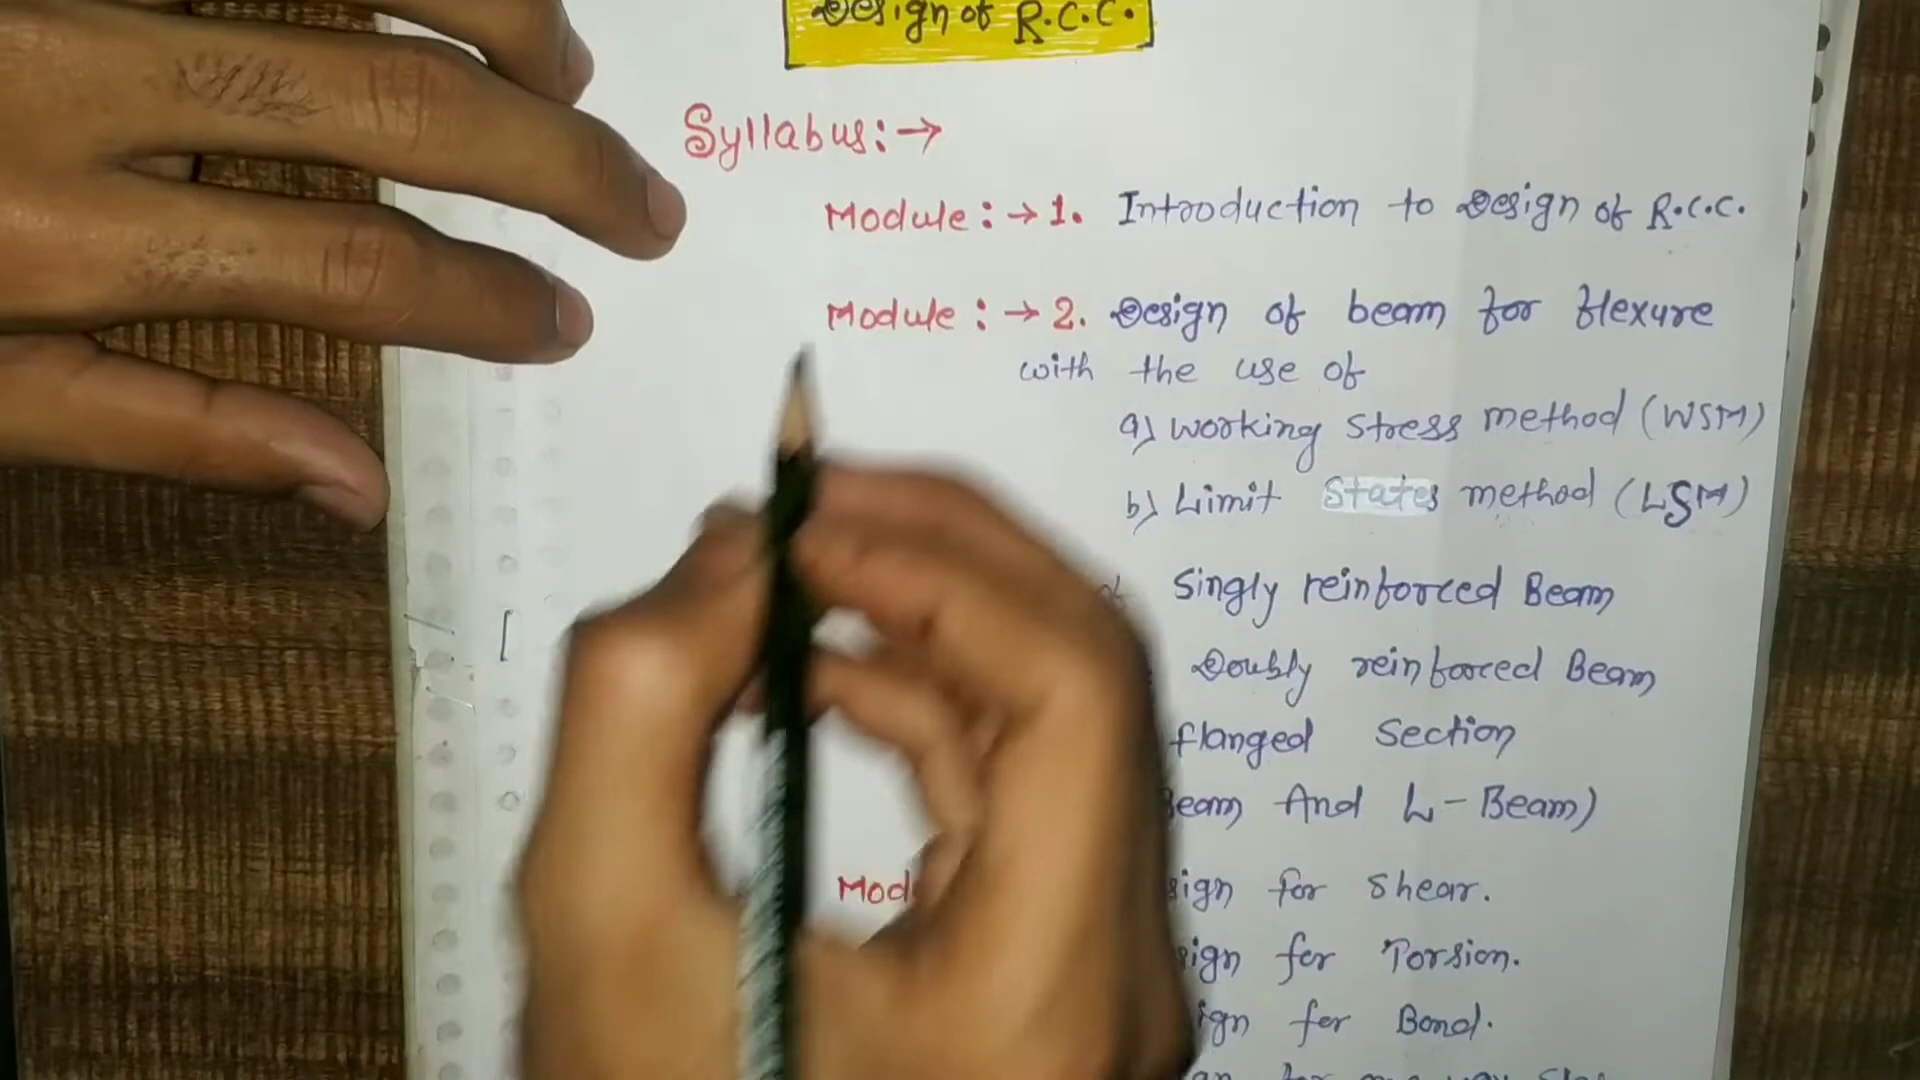 Design of R.C.C.
Syllabus:→
Module:→1. Introduction to Design of R.C.C.
Module:→2. Design of beam for flexure
with the use of
a) Working Stress method (WSM)
b) Limit States method (LSM)
of Singly reinforced Beam
Doubly reinforced Beam
flanged Section
Beam And L-Beam)
for Shear.
for Torsion.
for Bond.